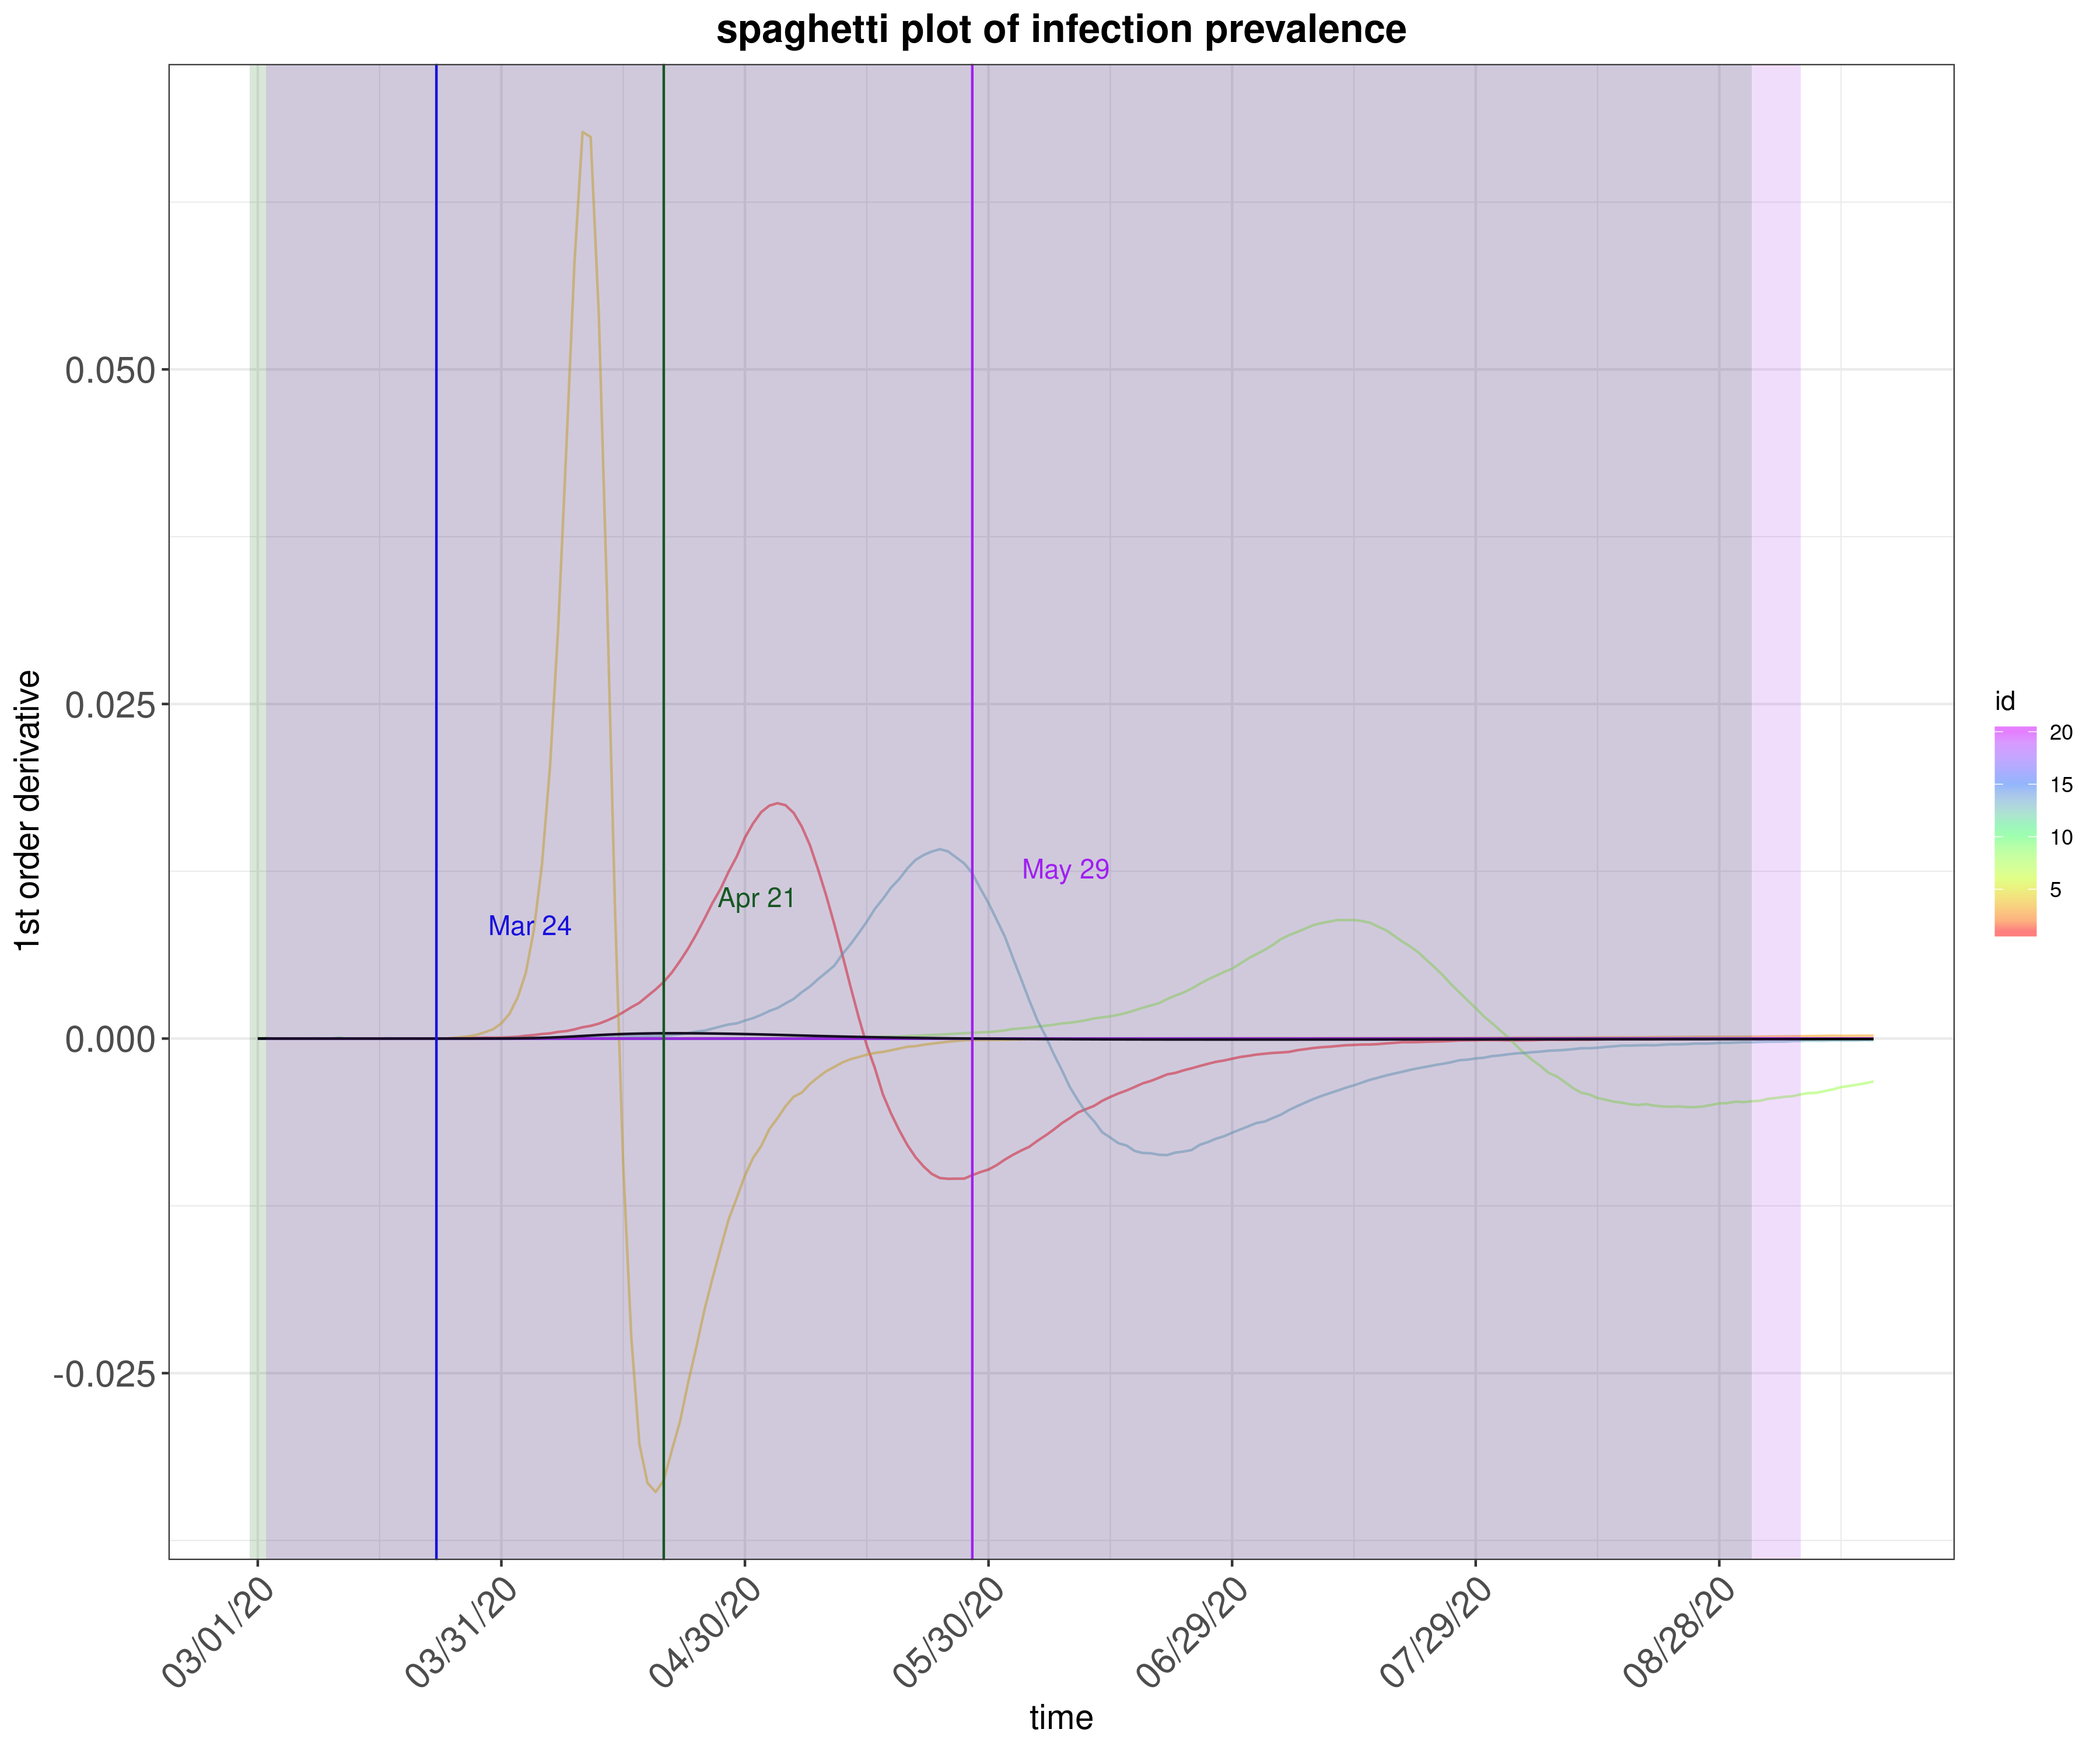 spaghetti plot of infection prevalence
1st order derivative
0.050
0.025
0.000
-0.025
Mar 24
Apr 21
May 29
id
20
15
10
5
03/01/20
03/31/20
04/30/20
05/30/20
06/29/20
07/29/20
08/28/20
time